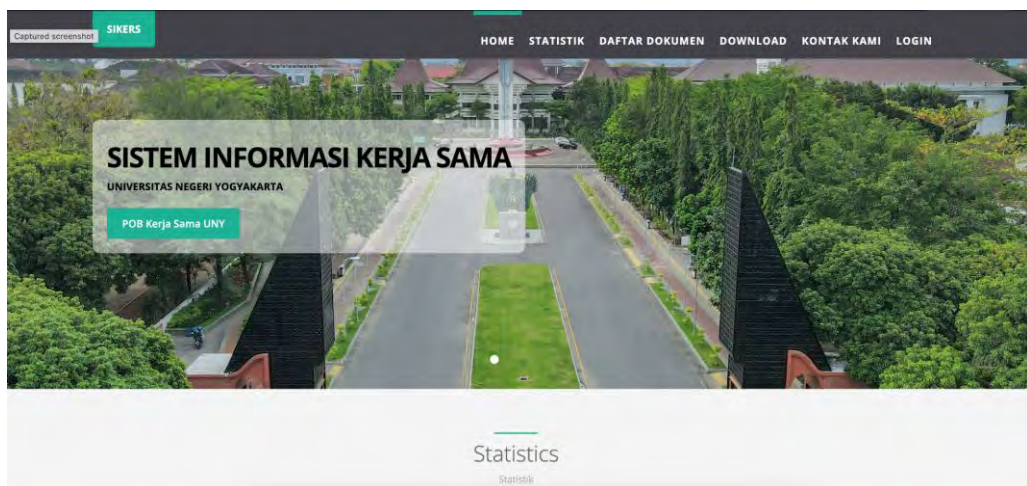 Captured screenshot
SIKERS
HOME STATISTIK DAFTAR DOKUMEN DOWNLOAD KONTAK KAMI LOGIN
SISTEM INFORMASI KERJA SAMA
UNIVERSITAS NEGERI YOGYAKARTA
POB Kerja Sama UNY
Statistics
Statistik